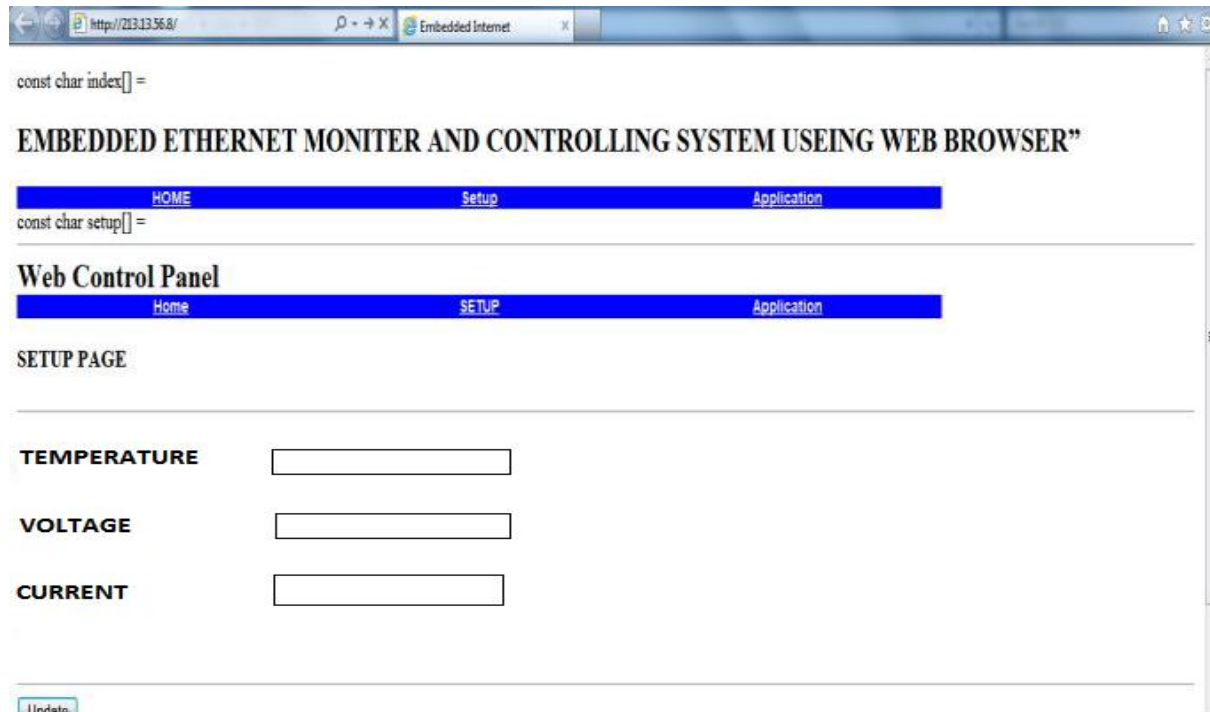 http://213.13.56.8/ Embedded Internet
const char index[] =
EMBEDDED ETHERNET MONITER AND CONTROLLING SYSTEM USEING WEB BROWSER”
HOME Setup Application
const char setup[] =
Web Control Panel
Home SETUP Application
SETUP PAGE
TEMPERATURE
VOLTAGE
CURRENT
Update